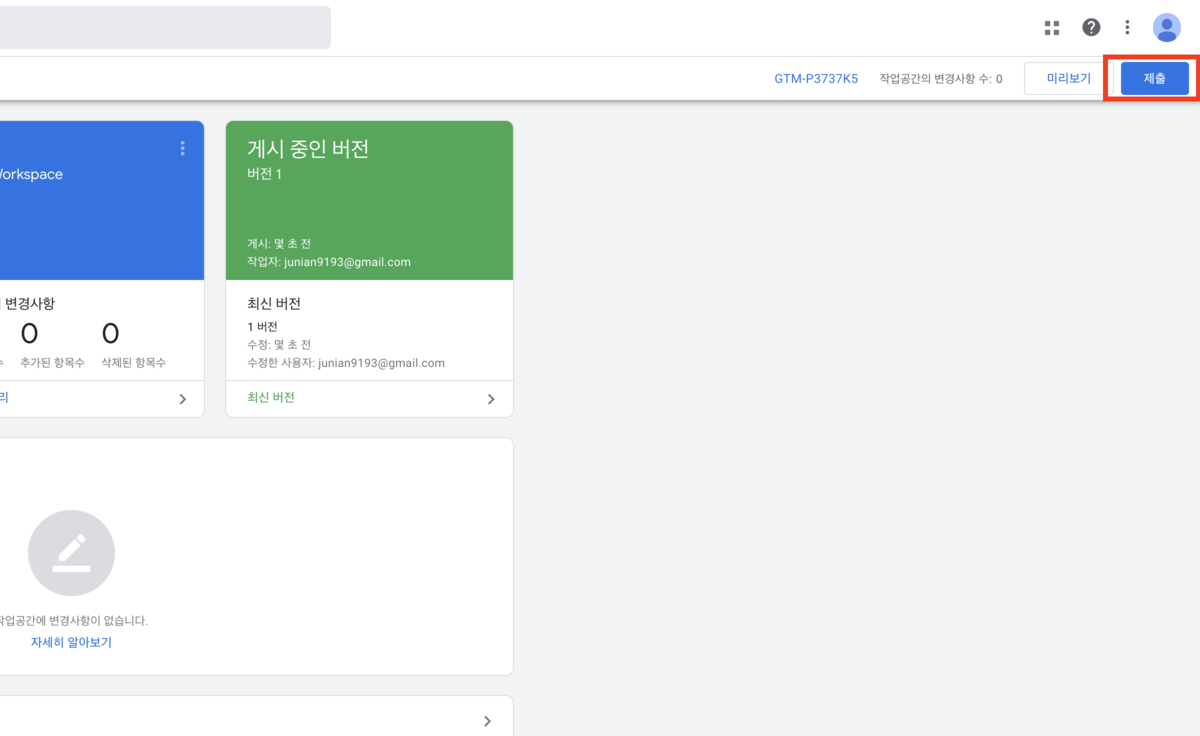 GTM-P3737K5
작업공간의 변경사항 수: 0
미리보기
제출
Workspace
게시 중인 버전
버전 1
게시: 몇 초 전
작업자: junian9193@gmail.com
변경사항
0
0
추가된 항목수
삭제된 항목수
리
최신 버전
1 버전
수정: 몇 초 전
수정한 사용자: junian9193@gmail.com
최신 버전
작업공간에 변경사항이 없습니다.
자세히 알아보기